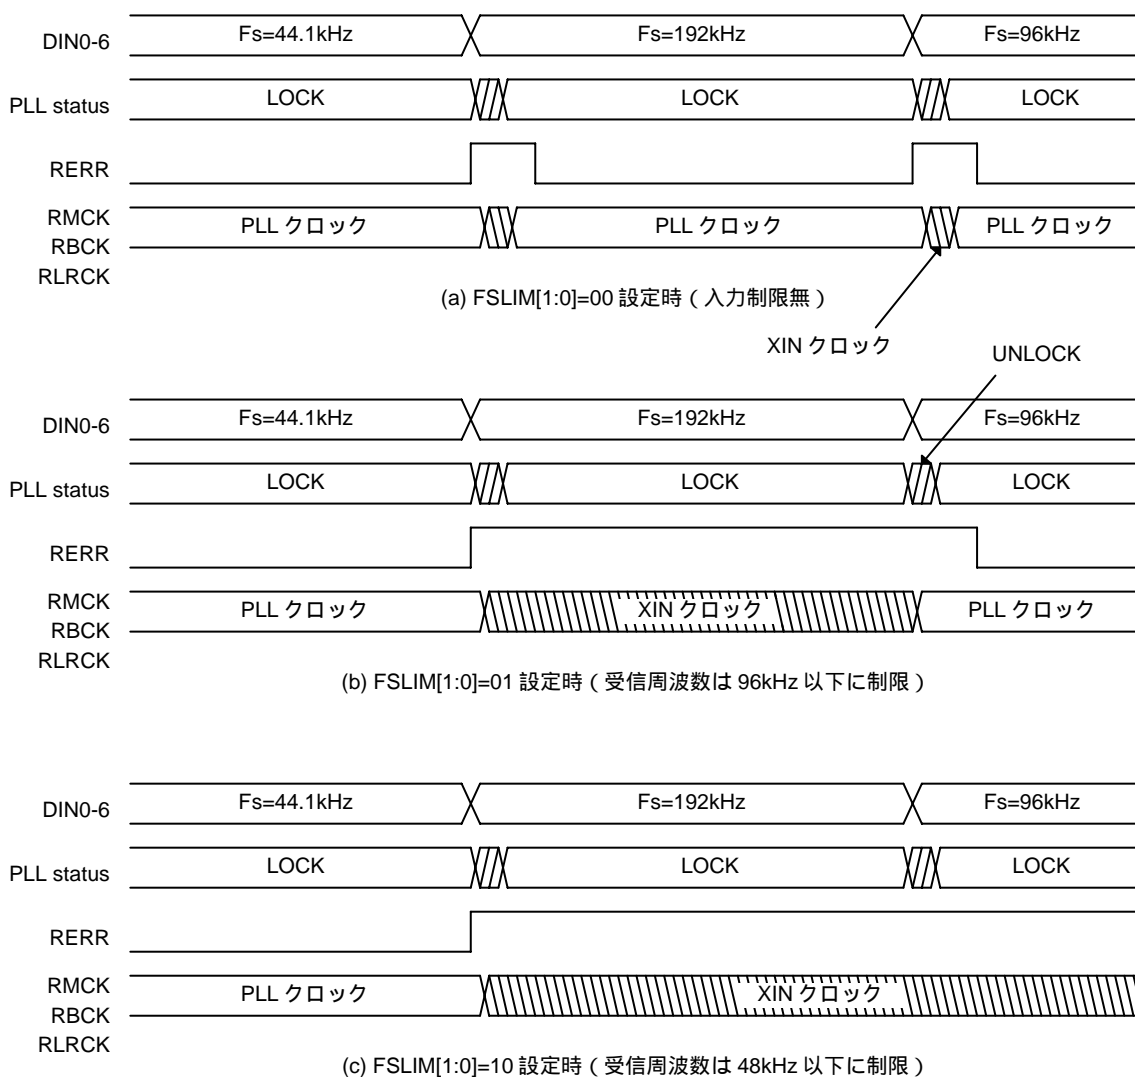 DIN0-6 Fs=44.1kHz Fs=192kHz Fs=96kHz
PLL status LOCK LOCK LOCK
RERR
RMCK
RBCK
RLRCK
PLL クロック PLL クロック PLL クロック
(a) FSLIM[1:0]=00 設定時 ( 入力制限無 )
XIN クロック
UNLOCK
DIN0-6 Fs=44.1kHz Fs=192kHz Fs=96kHz
PLL status LOCK LOCK LOCK
RERR
RMCK
RBCK
RLRCK
PLL クロック XIN クロック PLL クロック
(b) FSLIM[1:0]=01 設定時 ( 受信周波数は 96kHz 以下に制限 )
DIN0-6 Fs=44.1kHz Fs=192kHz Fs=96kHz
PLL status LOCK LOCK LOCK
RERR
RMCK
RBCK
RLRCK
PLL クロック XIN クロック
(c) FSLIM[1:0]=10 設定時 ( 受信周波数は 48kHz 以下に制限 )